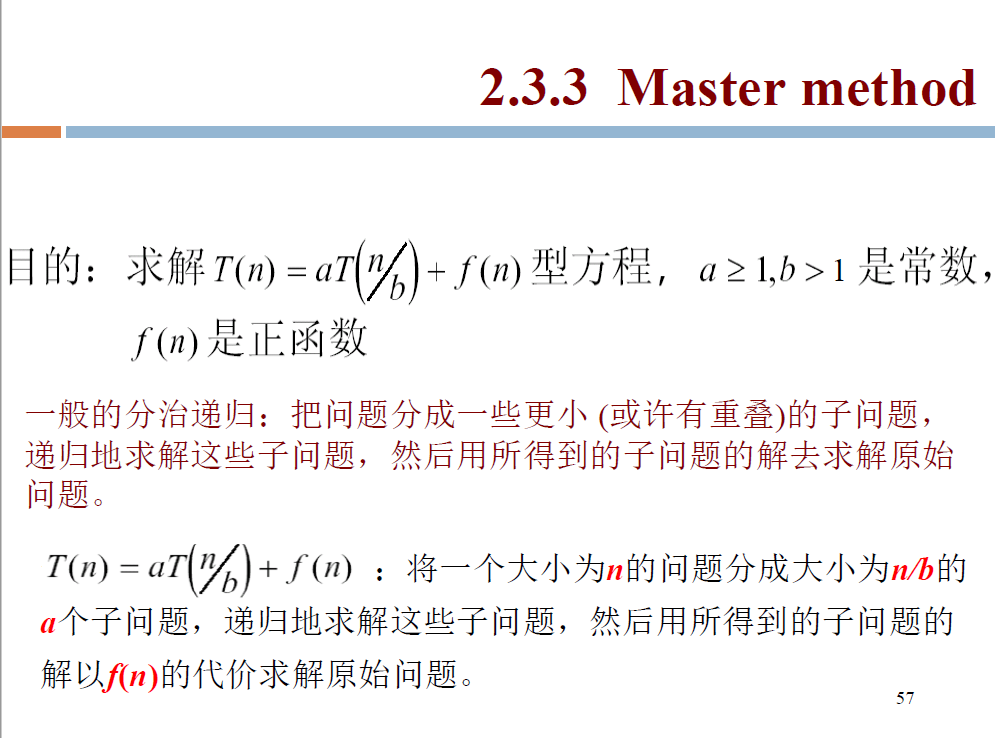 2.3.3 Master method
目的：求解 T(n) = aT(n/b) + f(n) 型方程， a ≥ 1,b > 1 是常数，
f(n) 是正函数
一般的分治递归：把问题分成一些更小 (或许有重叠)的子问题，
递归地求解这些子问题，然后用所得到的子问题的解去求解原始
问题。
T(n) = aT(n/b) + f(n) ：将一个大小为n的问题分成大小为n/b的
a个子问题，递归地求解这些子问题，然后用所得到的子问题的
解以f(n)的代价求解原始问题。
57